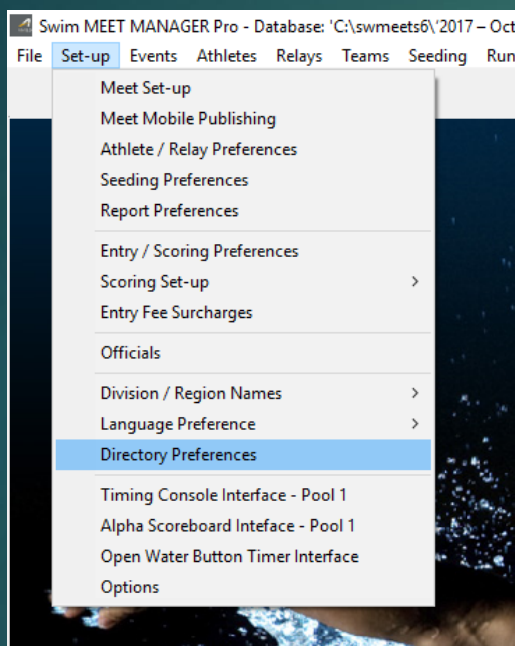 Swim MEET MANAGER Pro - Database: 'C:\swmeets6\'2017 – Oct
File Set-up Events Athletes Relays Teams Seeding Run
Meet Set-up
Meet Mobile Publishing
Athlete / Relay Preferences
Seeding Preferences
Report Preferences
Entry / Scoring Preferences
Scoring Set-up
Entry Fee Surcharges
Officials
Division / Region Names
Language Preference
Directory Preferences
Timing Console Interface - Pool 1
Alpha Scoreboard Inteface - Pool 1
Open Water Button Timer Interface
Options